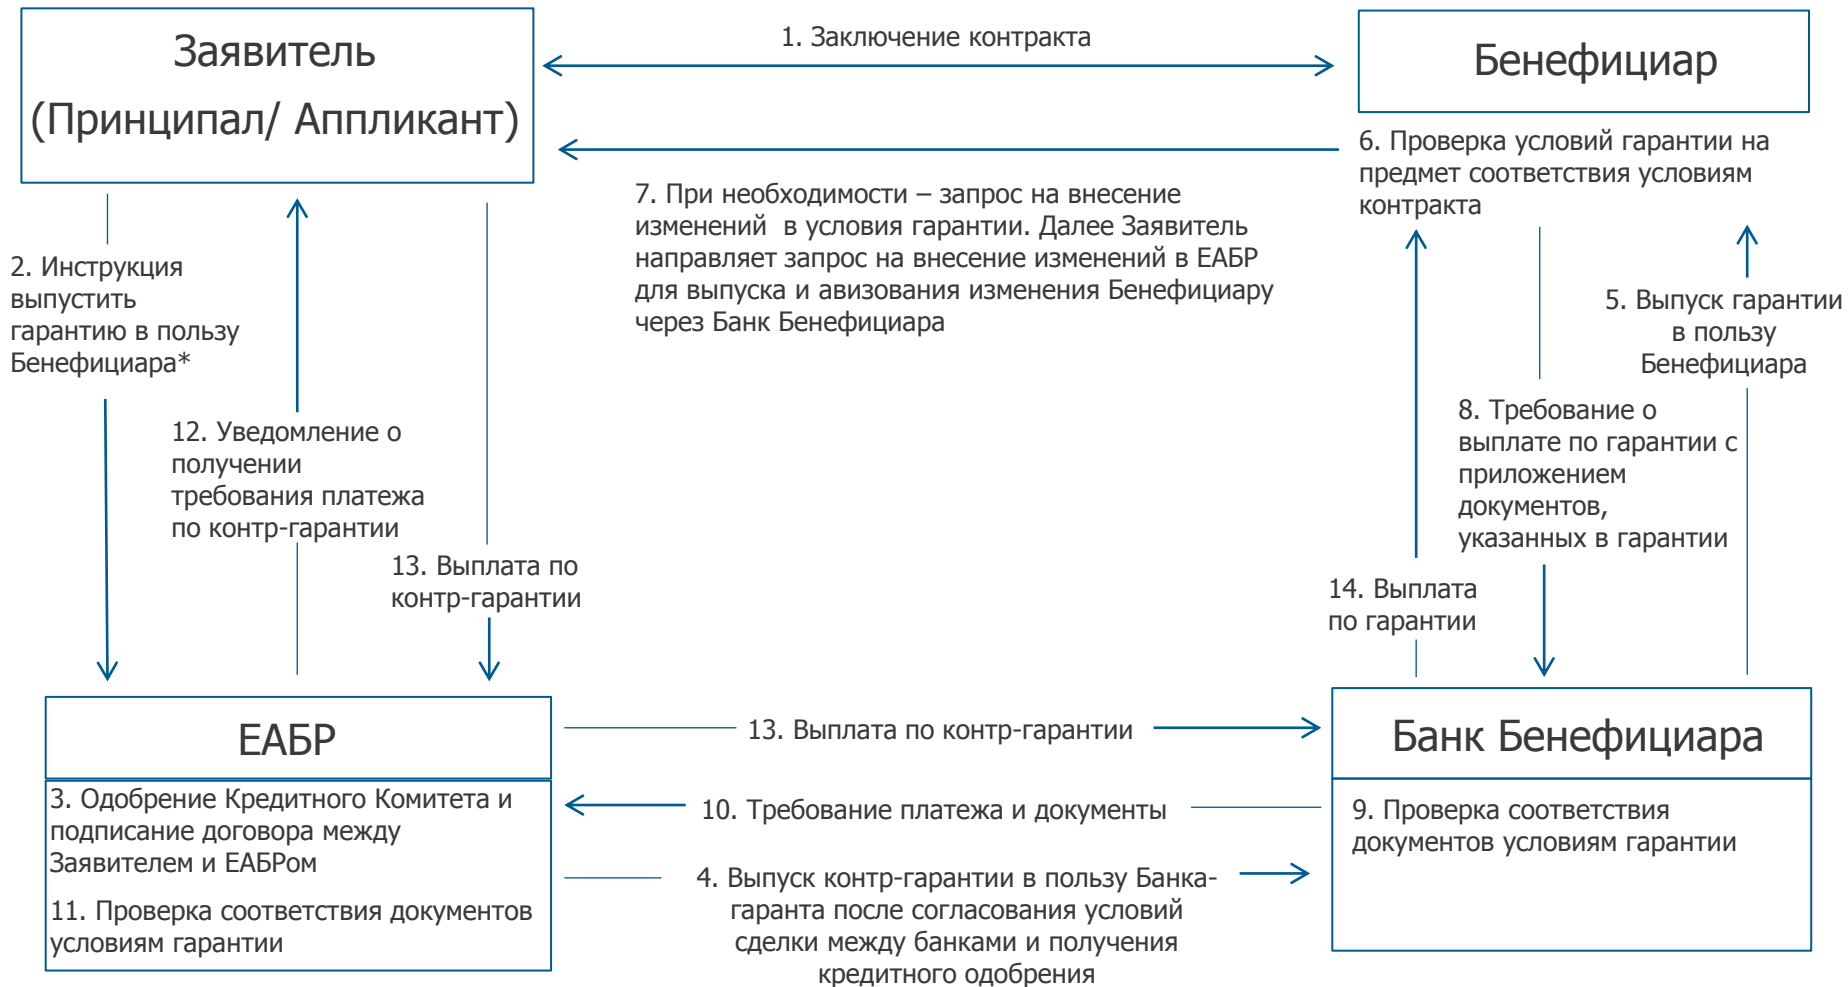 Заявитель
(Принципал/ Аппликант)
1. Заключение контракта
Бенефициар
6. Проверка условий гарантии на
предмет соответствия условиям
контракта
7. При необходимости – запрос на внесение
изменений в условия гарантии. Далее Заявитель
направляет запрос на внесение изменений в ЕАБР
для выпуска и авизования изменения Бенефициару
через Банк Бенефициара
2. Инструкция
выпустить
гарантию в пользу
Бенефициара*
5. Выпуск гарантии
в пользу
Бенефициара
12. Уведомление о
получении
требования платежа
по контр-гарантии
8. Требование о
выплате по гарантии с
приложением
документов,
указанных в гарантии
13. Выплата по
контр-гарантии
14. Выплата
по гарантии
ЕАБР
13. Выплата по контр-гарантии
Банк Бенефициара
3. Одобрение Кредитного Комитета и
подписание договора между
Заявителем и ЕАБРом
11. Проверка соответствия документов
условиям гарантии
10. Требование платежа и документы
9. Проверка соответствия
документов условиям гарантии
4. Выпуск контр-гарантии в пользу Банка-
гаранта после согласования условий
сделки между банками и получения
кредитного одобрения